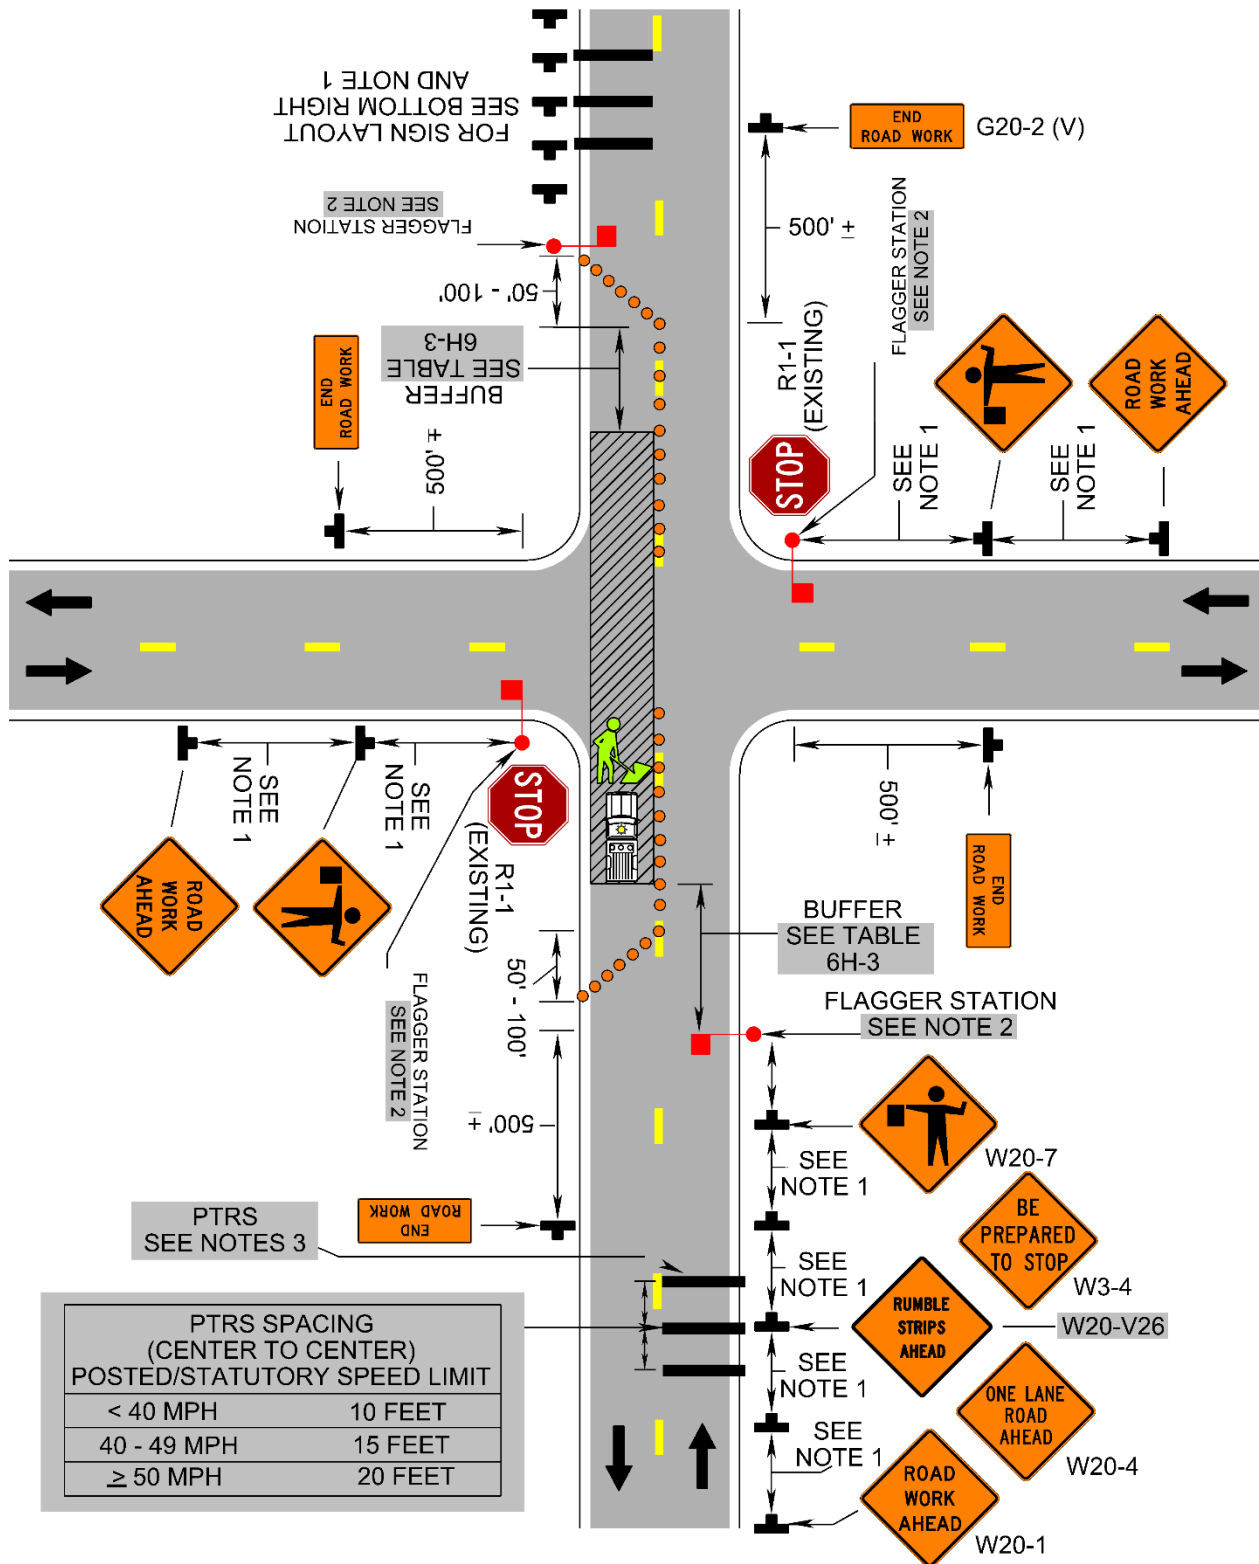 FOR SIGN LAYOUT
SEE BOTTOM RIGHT
AND NOTE 1
END
ROAD WORK
G20-2 (V)
FLAGGER STATION
SEE NOTE 2
500' ±
FLAGGER STATION
SEE NOTE 2
50' - 100'
BUFFER
SEE TABLE
6H-3
END
ROAD WORK
500' ±
R1-1
(EXISTING)
STOP
SEE
NOTE 1
SEE
NOTE 1
ROAD
WORK
AHEAD
SEE
NOTE 1
SEE
NOTE 1
ROAD
WORK
AHEAD
STOP
R1-1
(EXISTING)
FLAGGER STATION
SEE NOTE 2
50' - 100'
500' ±
500' ±
END
ROAD WORK
BUFFER
SEE TABLE
6H-3
FLAGGER STATION
SEE NOTE 2
W20-7
SEE
NOTE 1
BE
PREPARED
TO STOP
W3-4
SEE
NOTE 1
RUMBLE
STRIPS
AHEAD
W20-V26
SEE
NOTE 1
ONE LANE
ROAD
AHEAD
W20-4
SEE
NOTE 1
ROAD
WORK
AHEAD
W20-1
END
ROAD WORK
PTRS
SEE NOTES 3
PTRS SPACING
(CENTER TO CENTER)
POSTED/STATUTORY SPEED LIMIT
< 40 MPH 10 FEET
40 - 49 MPH 15 FEET
≥ 50 MPH 20 FEET